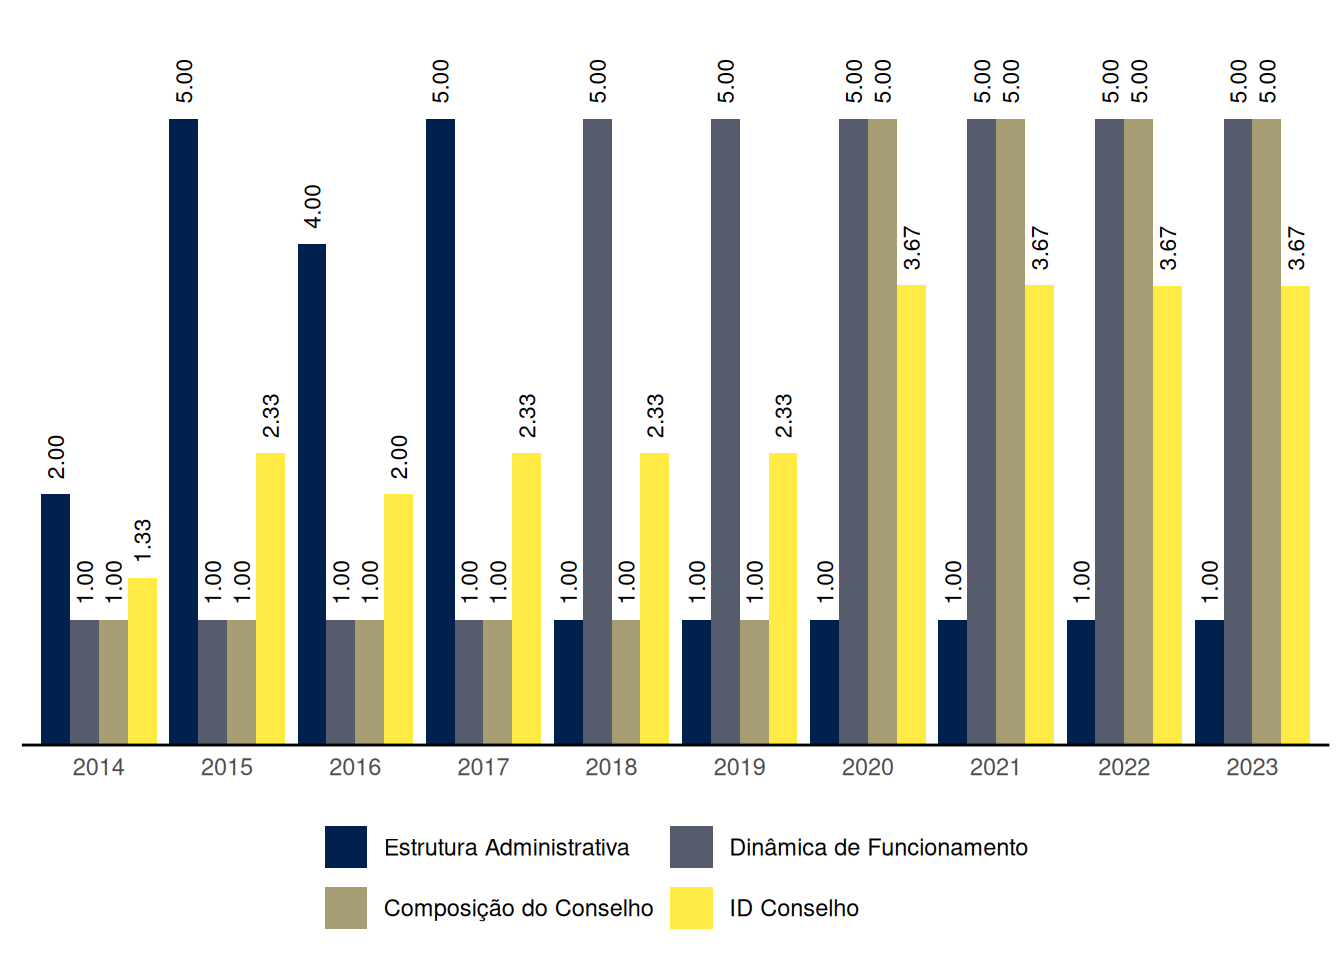 2.00 1.00 1.00 1.33
5.00 1.00 1.00 2.33
4.00 1.00 1.00 2.00
5.00 1.00 1.00 2.33
1.00 5.00 1.00 2.33
1.00 5.00 1.00 2.33
1.00 5.00 5.00 3.67
1.00 5.00 5.00 3.67
1.00 5.00 5.00 3.67
1.00 5.00 5.00 3.67
2014 2015 2016 2017 2018 2019 2020 2021 2022 2023
Estrutura Administrativa Dinâmica de Funcionamento
Composição do Conselho ID Conselho